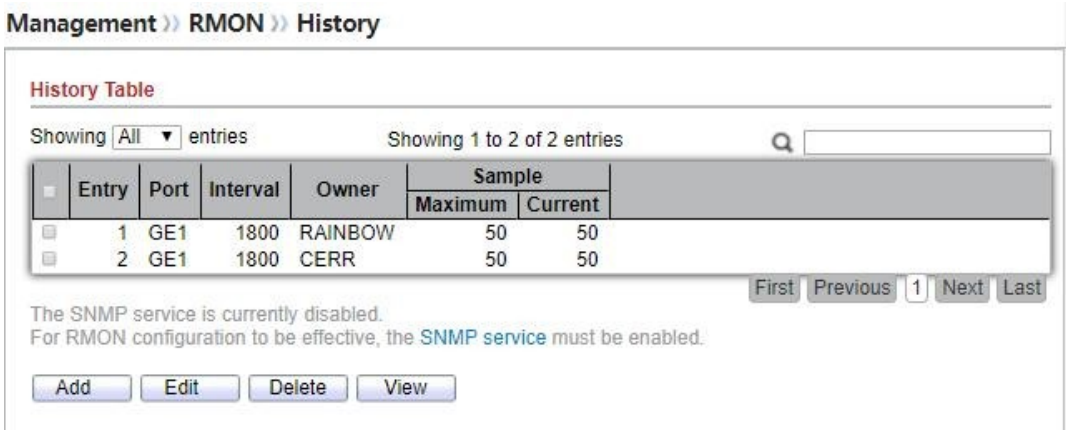 Management » RMON » History
History Table
Showing All ▼ entries Showing 1 to 2 of 2 entries
Entry Port Interval Owner Sample
Maximum Current
1 GE1 1800 RAINBOW 50 50
2 GE1 1800 CERR 50 50
First Previous 1 Next Last
The SNMP service is currently disabled.
For RMON configuration to be effective, the SNMP service must be enabled.
Add Edit Delete View